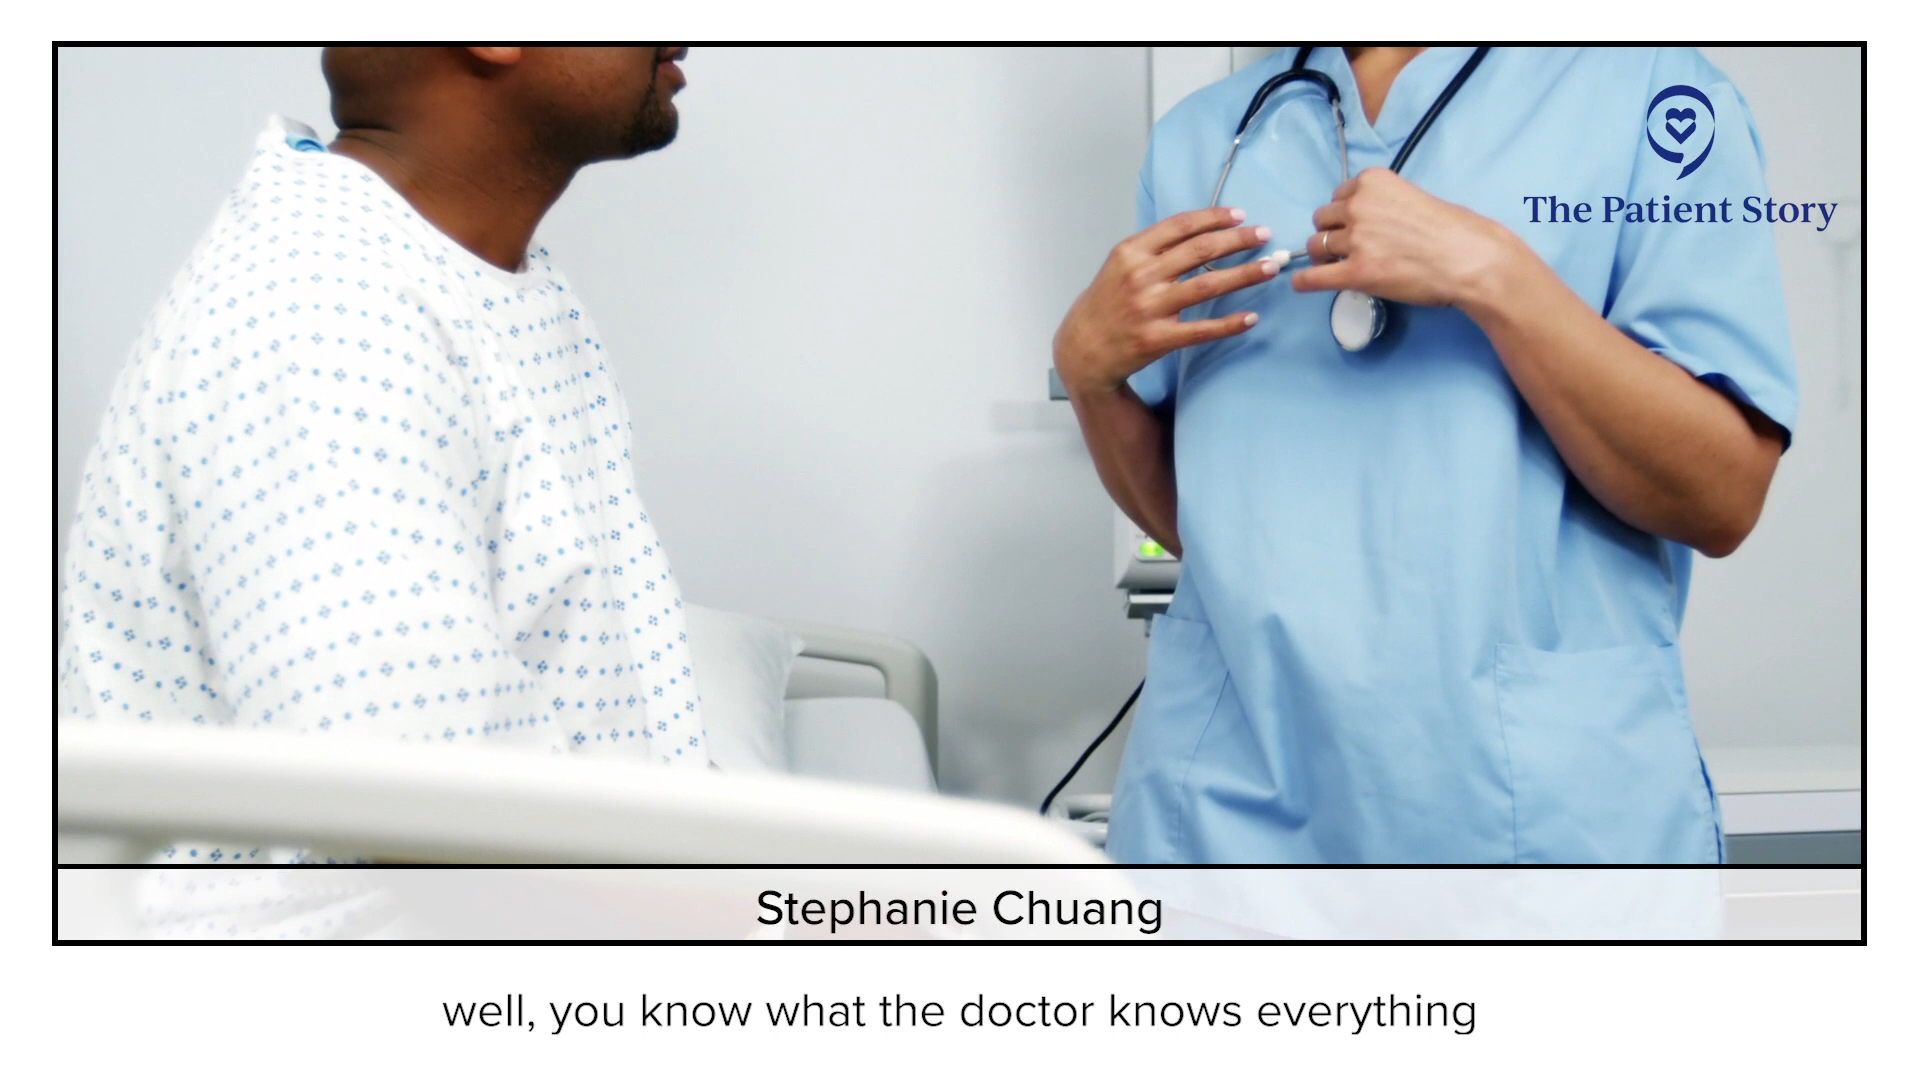 The Patient Story
Stephanie Chuang
well, you know what the doctor knows everything